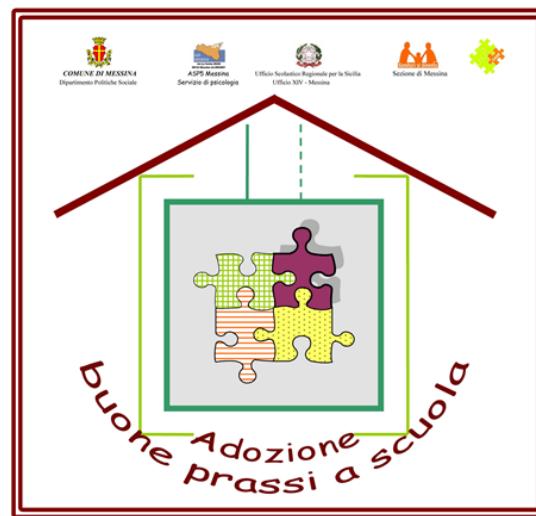 COMUNE DI MESSINA
Dipartimento Politiche Sociale
ASP5 Messina
Servizio di psicologia
Ufficio Scolastico Regionale per la Sicilia
Ufficio XIV - Messina
Sezione di Messina
Adozione
buone prassi a scuola